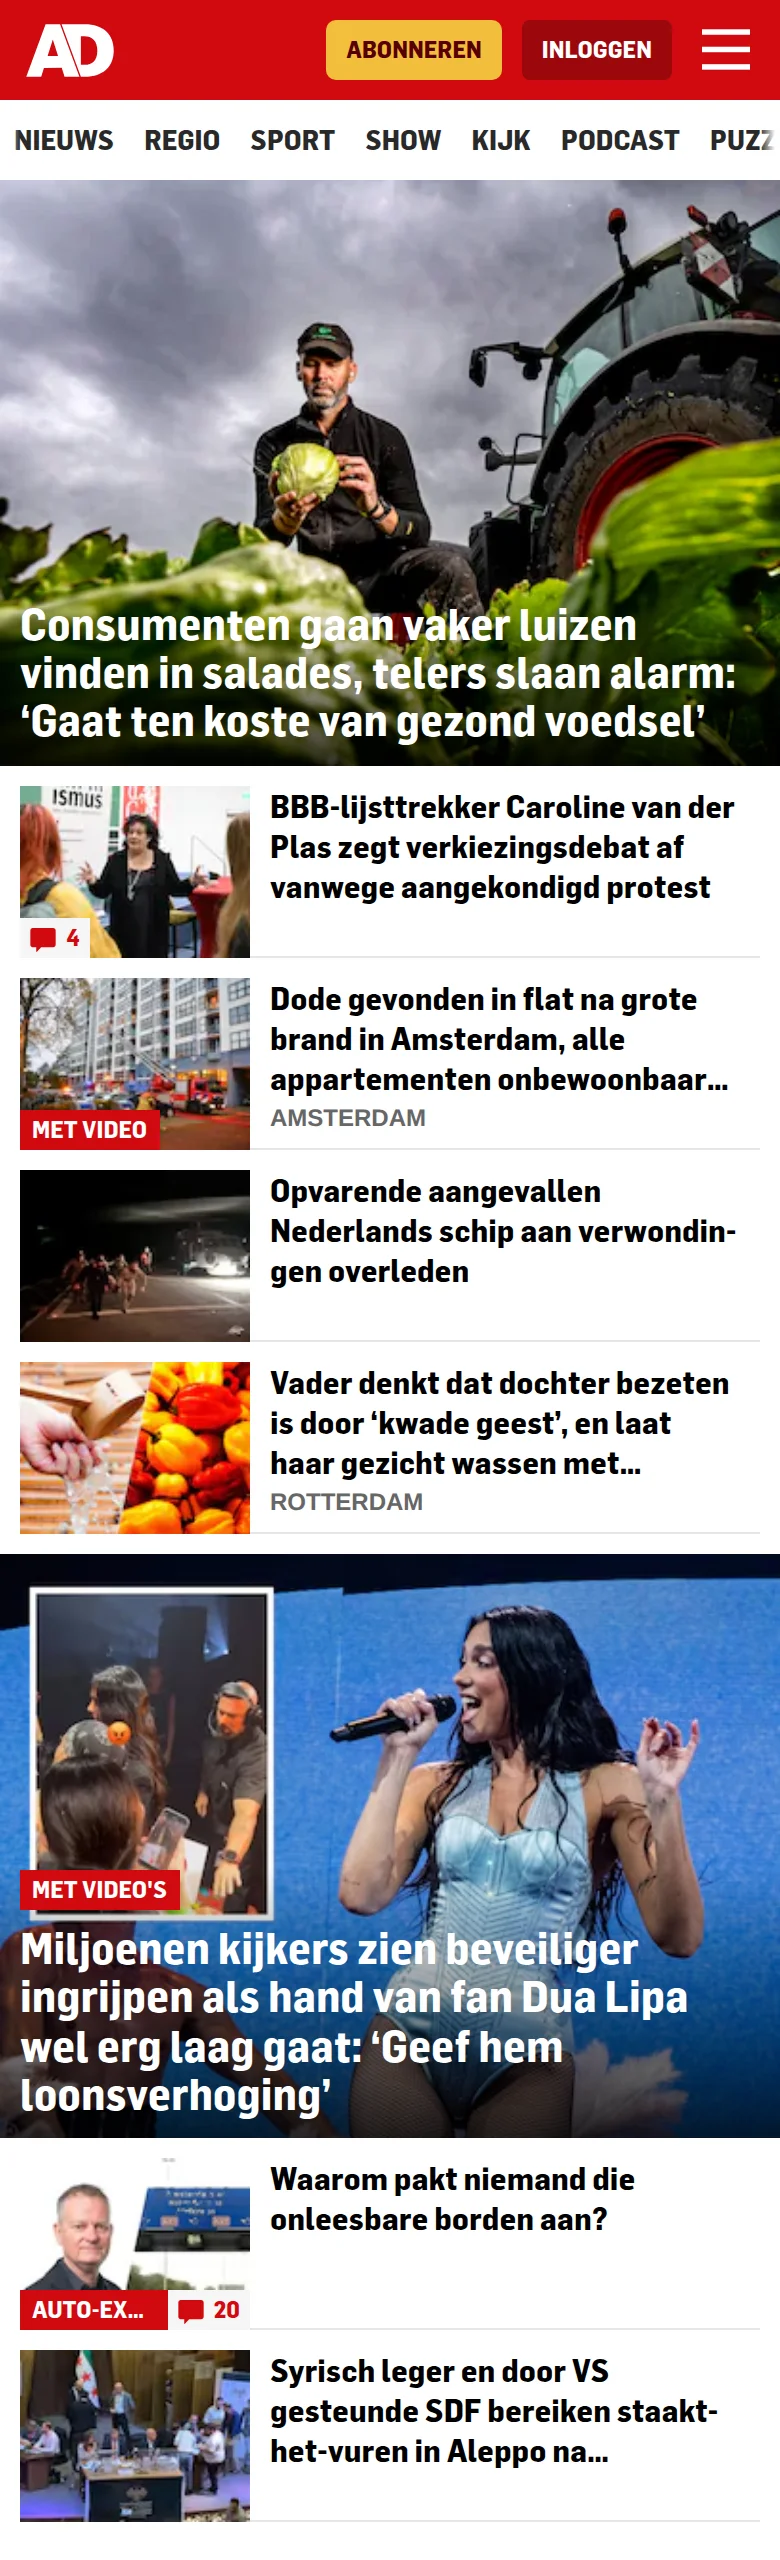 AD
ABONNEREN
INLOGGEN
NIEUWS REGIO SPORT SHOW KIJK PODCAST PUZZ
Consumenten gaan vaker luizen
vinden in salades, telers slaan alarm:
‘Gaat ten koste van gezond voedsel’
ismus
4
BBB-lijsttrekker Caroline van der
Plas zegt verkiezingsdebat af
vanwege aangekondigd protest
MET VIDEO
Dode gevonden in flat na grote
brand in Amsterdam, alle
appartementen onbewoonbaar...
AMSTERDAM
Opvarende aangevallen
Nederlands schip aan verwondin-
gen overleden
Vader denkt dat dochter bezeten
is door ‘kwade geest’, en laat
haar gezicht wassen met...
ROTTERDAM
MET VIDEO'S
Miljoenen kijkers zien beveiliger
ingrijpen als hand van fan Dua Lipa
wel erg laag gaat: ‘Geef hem
loonsverhoging’
AUTO-EX...
20
Waarom pakt niemand die
onleesbare borden aan?
Syrisch leger en door VS
gesteunde SDF bereiken staakt-
het-vuren in Aleppo na...